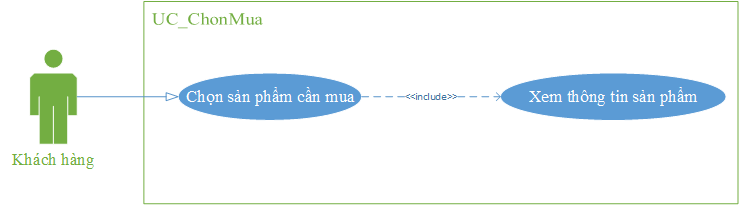 UC_ChonMua
Chọn sản phẩm cần mua
<<include>>
Xem thông tin sản phẩm
Khách hàng